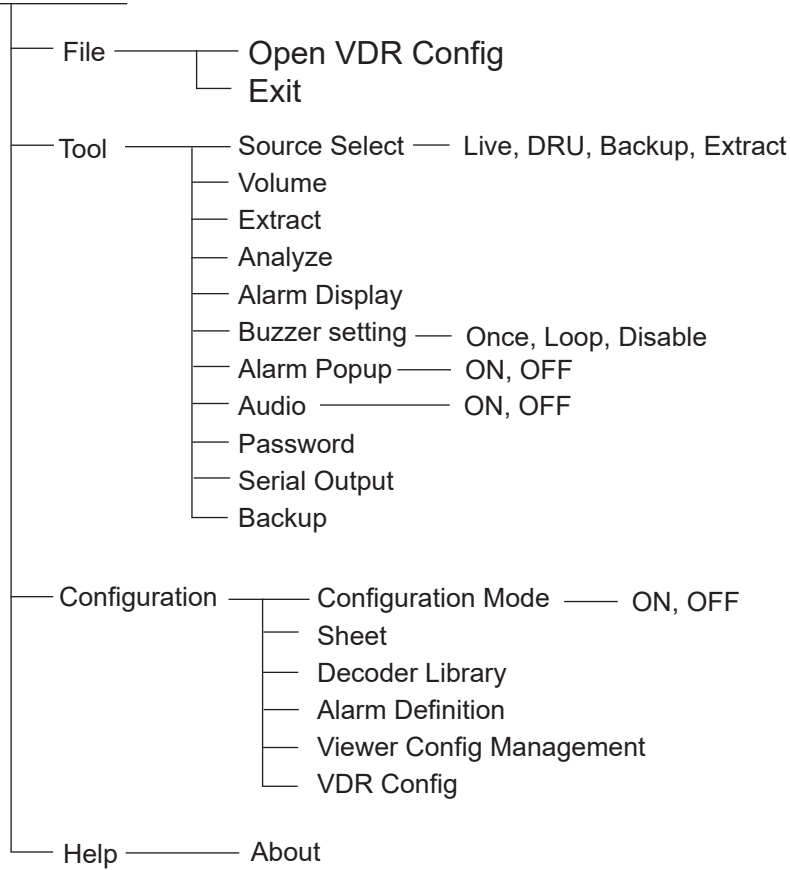 File Open VDR Config
Exit
Tool Source Select Live, DRU, Backup, Extract
Volume
Extract
Analyze
Alarm Display
Buzzer setting Once, Loop, Disable
Alarm Popup ON, OFF
Audio ON, OFF
Password
Serial Output
Backup
Configuration Configuration Mode ON, OFF
Sheet
Decoder Library
Alarm Definition
Viewer Config Management
VDR Config
Help About